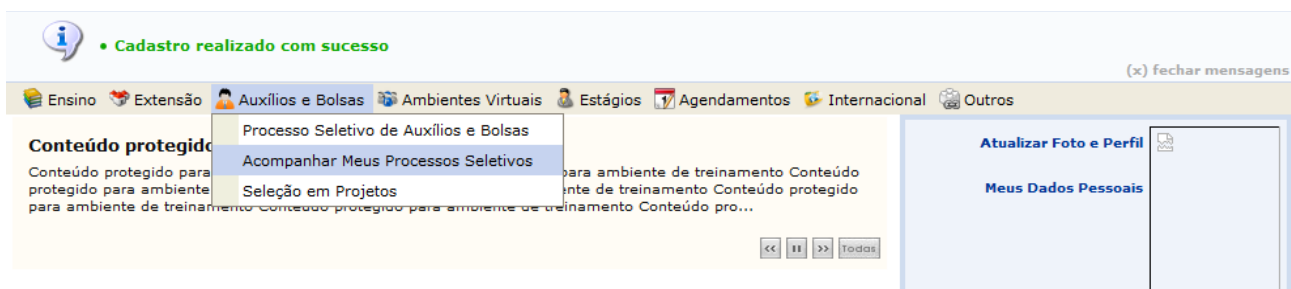 • Cadastro realizado com sucesso
(x) fechar mensagens
Ensino Extensão Auxílios e Bolsas Ambientes Virtuais Estágios Agendamentos Internacional Outros
Processo Seletivo de Auxílios e Bolsas
Acompanhar Meus Processos Seletivos
Seleção em Projetos
Conteúdo protegido
Conteúdo protegido para para ambiente de treinamento Conteúdo
protegido para ambiente ente de treinamento Conteúdo protegido
para ambiente de treinamento Conteúdo protegido para ambiente de treinamento Conteúdo pro...
<< II >> Todas
Atualizar Foto e Perfil
Meus Dados Pessoais